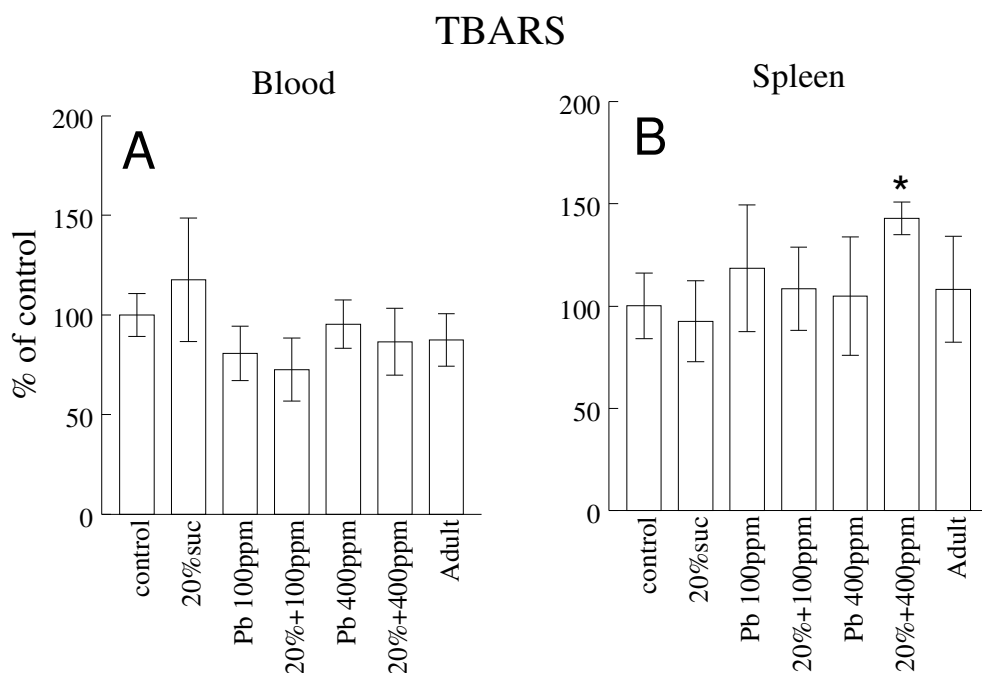 TBARS
Blood
A
% of control
200
150
100
50
0
control
20%suc
Pb 100ppm
20%+100ppm
Pb 400ppm
20%+400ppm
Adult
Spleen
B
*
200
150
100
50
0
control
20%suc
Pb 100ppm
20%+100ppm
Pb 400ppm
20%+400ppm
Adult